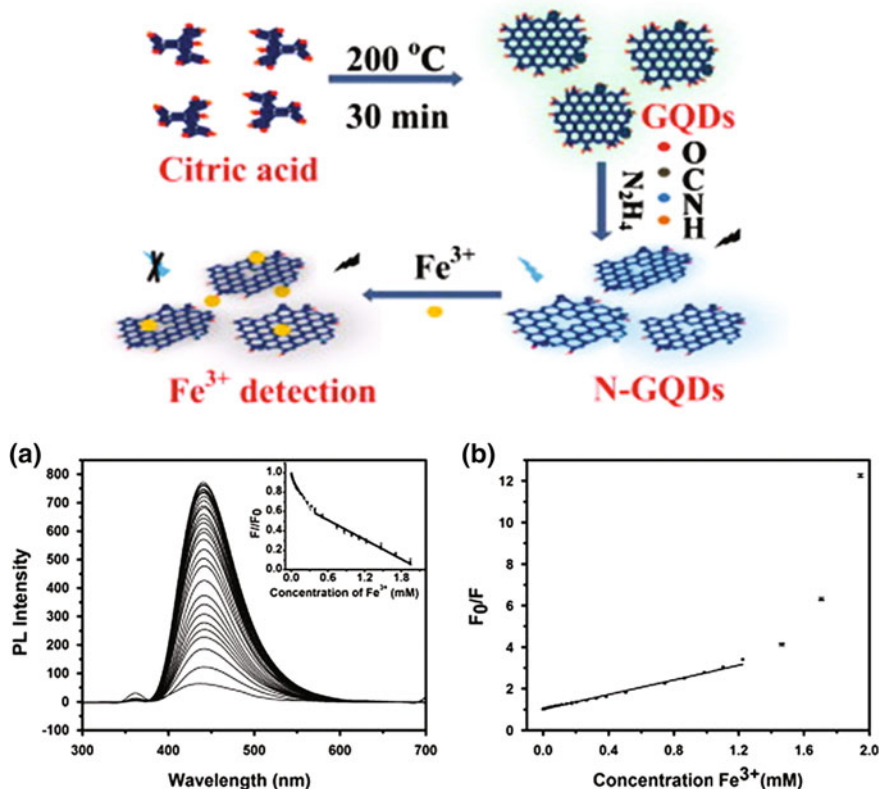 200 °C
30 min
Citric acid
GQDs
O
C
N
H
N₂H₄
Fe³⁺
Fe³⁺ detection
N-GQDs
(a)
800
700
600
500
400
300
200
100
0
-100
PL Intensity
300
400
500
600
700
Wavelength (nm)
1.0
0.8
0.6
0.4
0.2
0.0
F//F₀
0.0
0.6
1.2
1.8
Concentration of Fe³⁺ (mM)
(b)
12
10
8
6
4
2
0
F₀/F
0.0
0.4
0.8
1.2
1.6
2.0
Concentration Fe³⁺(mM)